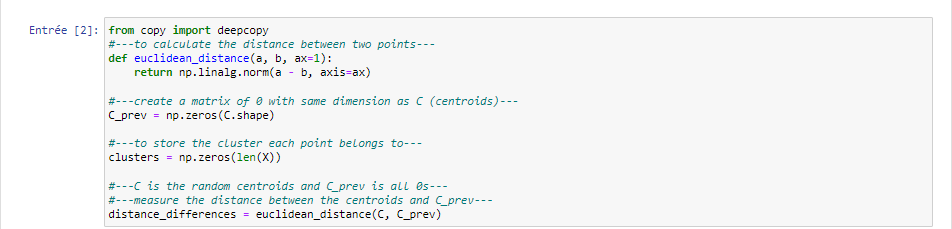 Entrée [2]: from copy import deepcopy
#---to calculate the distance between two points---
def euclidean_distance(a, b, ax=1):
    return np.linalg.norm(a - b, axis=ax)
#---create a matrix of 0 with same dimension as C (centroids)---
C_prev = np.zeros(C.shape)
#---to store the cluster each point belongs to---
clusters = np.zeros(len(X))
#---C is the random centroids and C_prev is all 0s---
#---measure the distance between the centroids and C_prev---
distance_differences = euclidean_distance(C, C_prev)